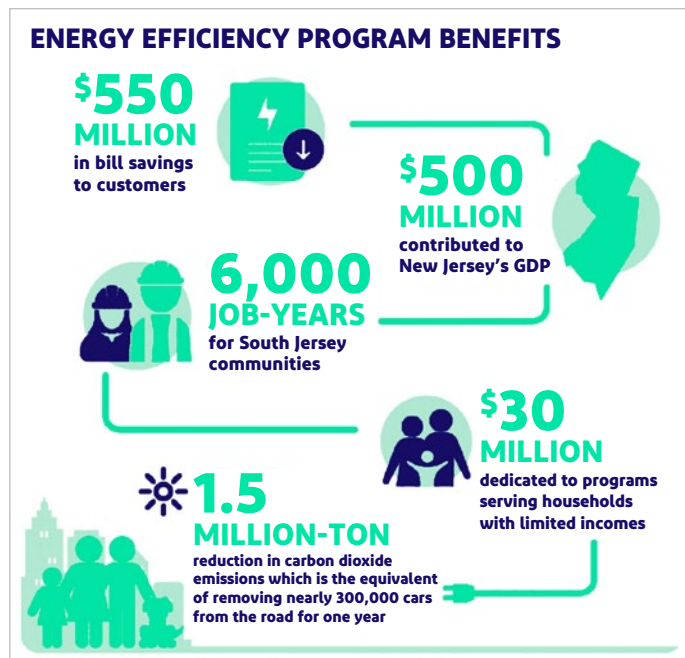 ENERGY EFFICIENCY PROGRAM BENEFITS
$550
MILLION
in bill savings
to customers
$500
MILLION
contributed to
New Jersey's GDP
6,000
JOB-YEARS
for South Jersey
communities
$30
MILLION
dedicated to programs
serving households
with limited incomes
1.5
MILLION-TON
reduction in carbon dioxide
emissions which is the equivalent
of removing nearly 300,000 cars
from the road for one year